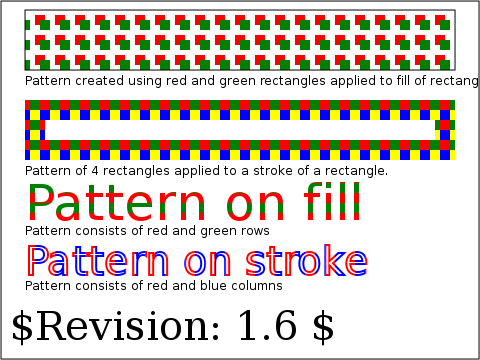 Pattern created using red and green rectangles applied to fill of rectang
Pattern of 4 rectangles applied to a stroke of a rectangle.
Pattern on fill
Pattern consists of red and green rows
Pattern on stroke
Pattern consists of red and blue columns
$Revision: 1.6 $